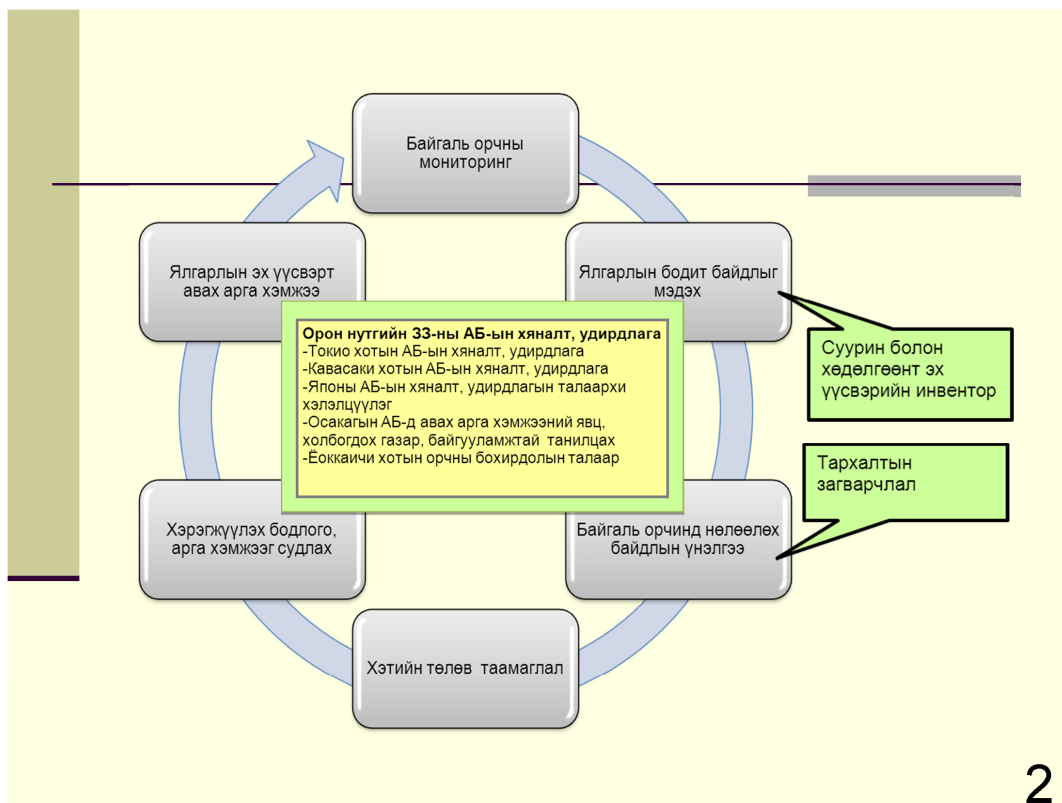 Байгаль орчны
мониторинг
Ялгарлын эх үүсвэрт
авах арга хэмжээ
Ялгарлын бодит байдлыг
мэдэх
Орон нутгийн ЗЗ-ны АБ-ын хяналт, удирдлага
-Токио хотын АБ-ын хяналт, удирдлага
-Кавасаки хотын АБ-ын хяналт, удирдлага
-Японы АБ-ын хяналт, удирдлагын талаархи
хэлэлцүүлэг
-Осакагын АБ-д авах арга хэмжээний явц,
холбогдох газар, байгууламжтай танилцах
-Ёоккаичи хотын орчны бохирдолын талаар
Суурин болон
хөдөлгөөнт эх
үүсвэрийн инвентор
Тархалтын
загварчлал
Хэрэгжүүлэх бодлого,
арга хэмжээг судлах
Байгаль орчинд нөлөөлөх
байдлын үнэлгээ
Хэтийн төлөв таамаглал
2